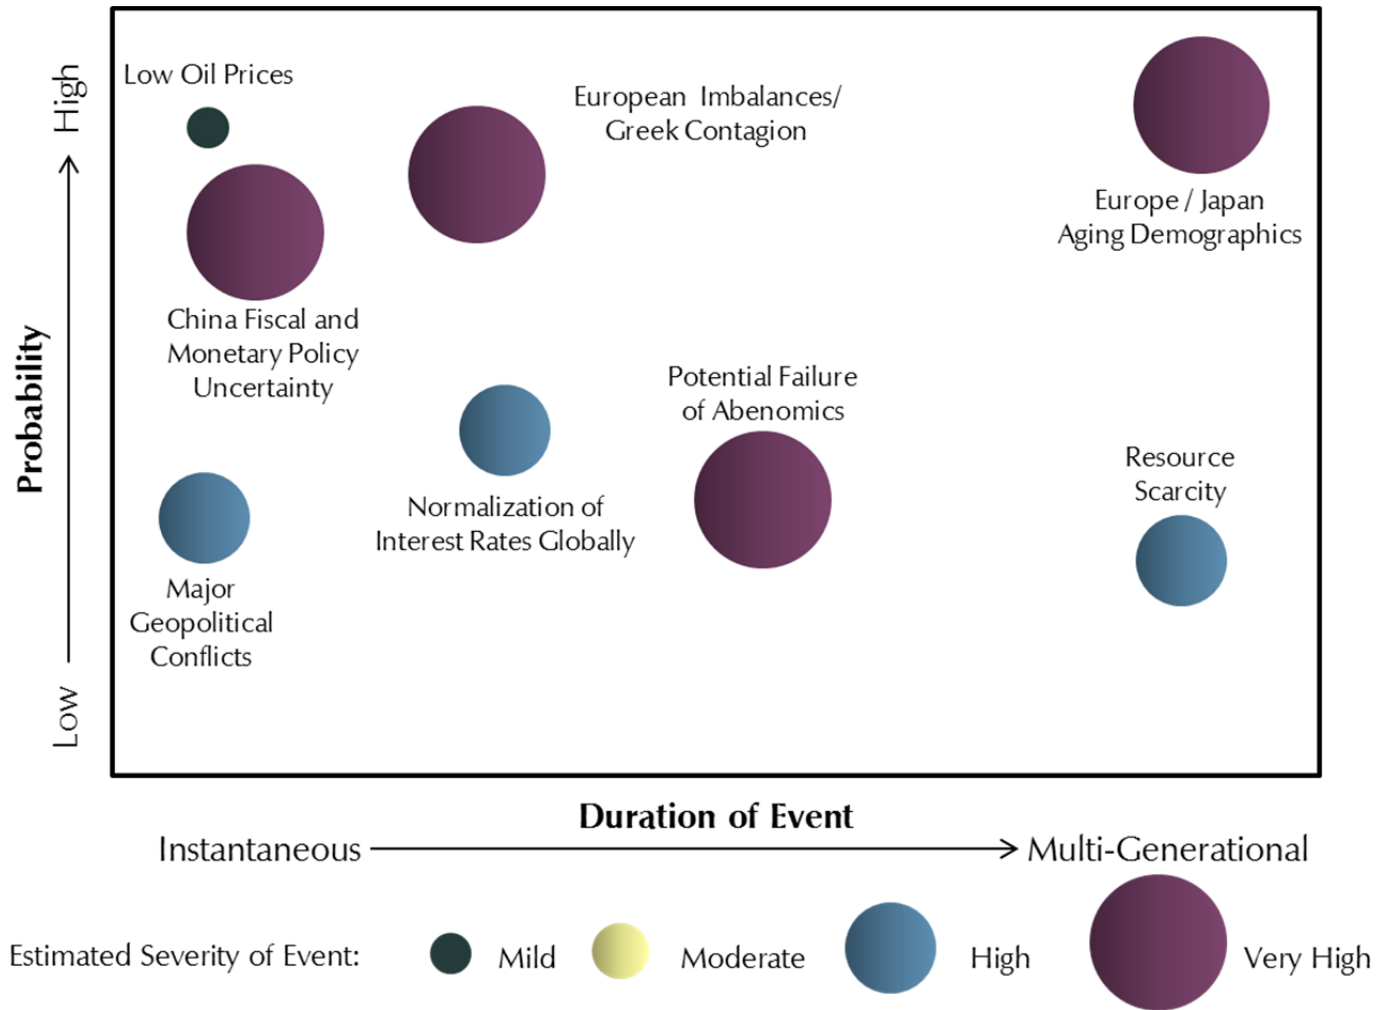 High
Low Oil Prices
European Imbalances/
Greek Contagion
Europe / Japan
Aging Demographics
China Fiscal and
Monetary Policy
Uncertainty
Potential Failure
of Abenomics
Probability
Resource
Scarcity
Normalization of
Interest Rates Globally
Major
Geopolitical
Conflicts
Low
Duration of Event
Instantaneous
Multi-Generational
Estimated Severity of Event:
Mild
Moderate
High
Very High